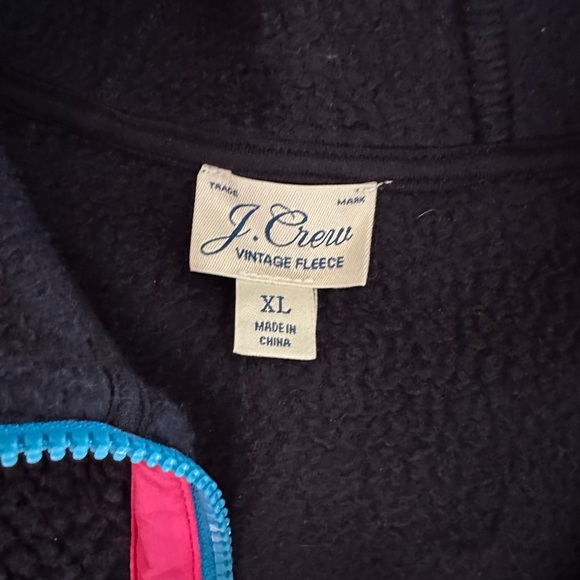 TRADE MARK
J.Crew
VINTAGE FLEECE
XL
MADE IN
CHINA